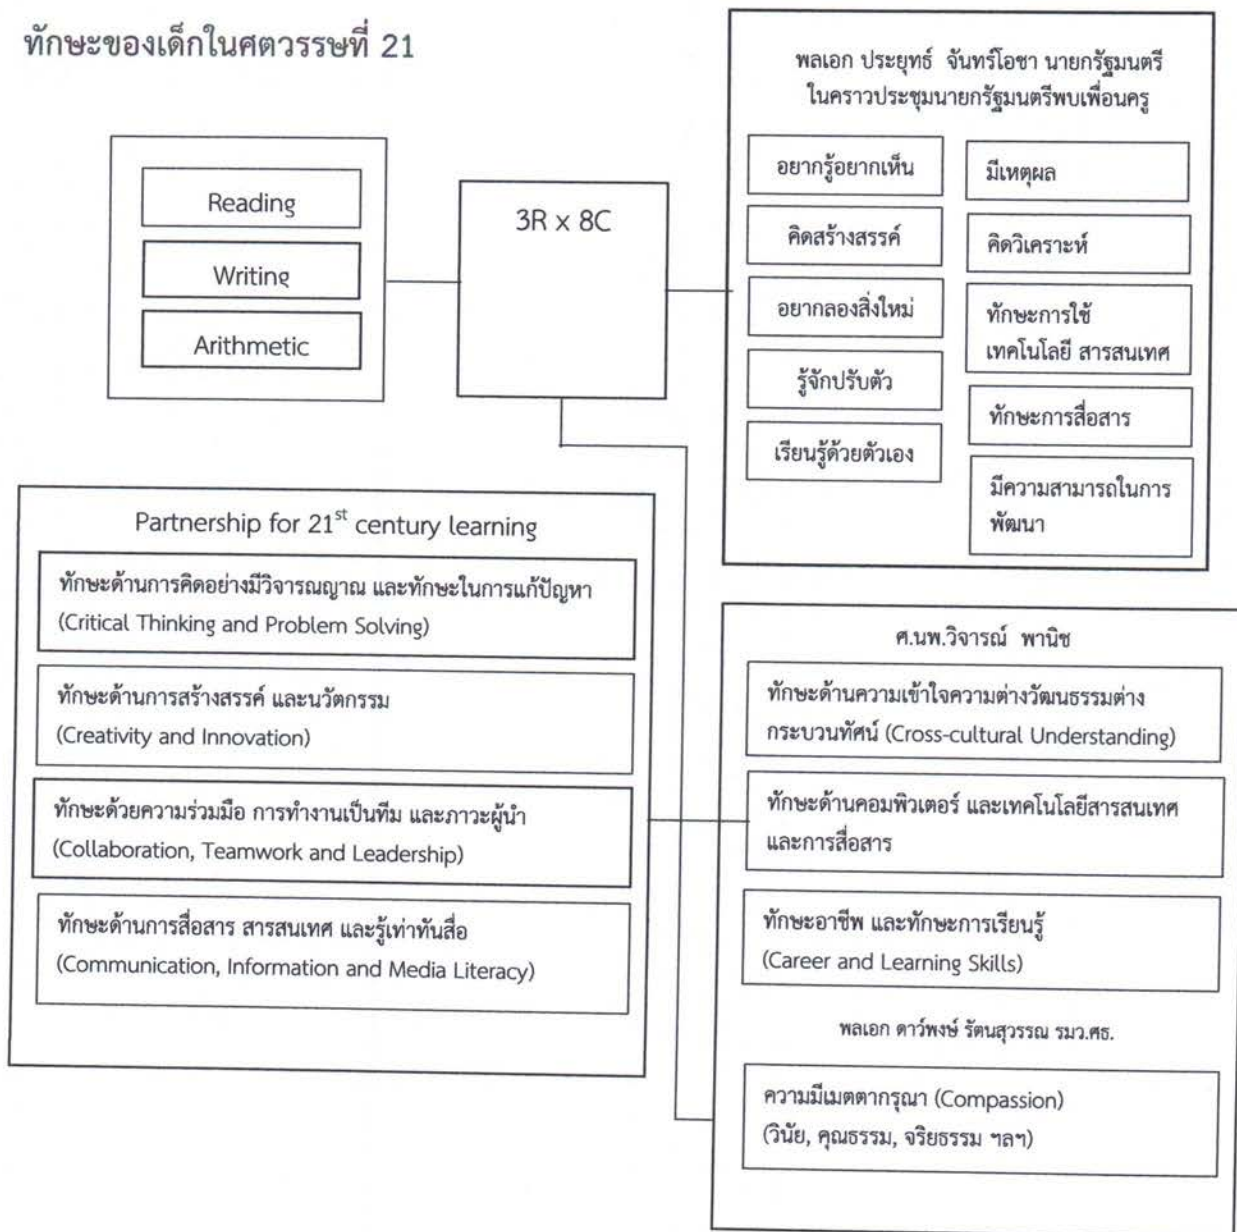 ทักษะของเด็กในศตวรรษที่ 21
Reading
Writing
Arithmetic
3R x 8C
พลเอก ประยุทธ์ จันทร์โอชา นายกรัฐมนตรี
ในคราวประชุมนายกรัฐมนตรีพบเพื่อนครู
อยากรู้อยากเห็น
คิดสร้างสรรค์
อยากลองสิ่งใหม่
รู้จักปรับตัว
เรียนรู้ด้วยตัวเอง
มีเหตุผล
คิดวิเคราะห์
ทักษะการใช้
เทคโนโลยี สารสนเทศ
ทักษะการสื่อสาร
มีความสามารถในการ
พัฒนา
Partnership for 21st century learning
ทักษะด้านการคิดอย่างมีวิจารณญาณ และทักษะในการแก้ปัญหา
(Critical Thinking and Problem Solving)
ทักษะด้านการสร้างสรรค์ และนวัตกรรม
(Creativity and Innovation)
ทักษะด้วยความร่วมมือ การทำงานเป็นทีม และภาวะผู้นำ
(Collaboration, Teamwork and Leadership)
ทักษะด้านการสื่อสาร สารสนเทศ และรู้เท่าทันสื่อ
(Communication, Information and Media Literacy)
ศ.นพ.วิจารณ์ พานิช
ทักษะด้านความเข้าใจความต่างวัฒนธรรมต่าง
กระบวนทัศน์ (Cross-cultural Understanding)
ทักษะด้านคอมพิวเตอร์ และเทคโนโลยีสารสนเทศ
และการสื่อสาร
ทักษะอาชีพ และทักษะการเรียนรู้
(Career and Learning Skills)
พลเอก ดาว์พงษ์ รัตนสุวรรณ รมว.ศธ.
ความมีเมตตากรุณา (Compassion)
(วินัย, คุณธรรม, จริยธรรม ฯลฯ)